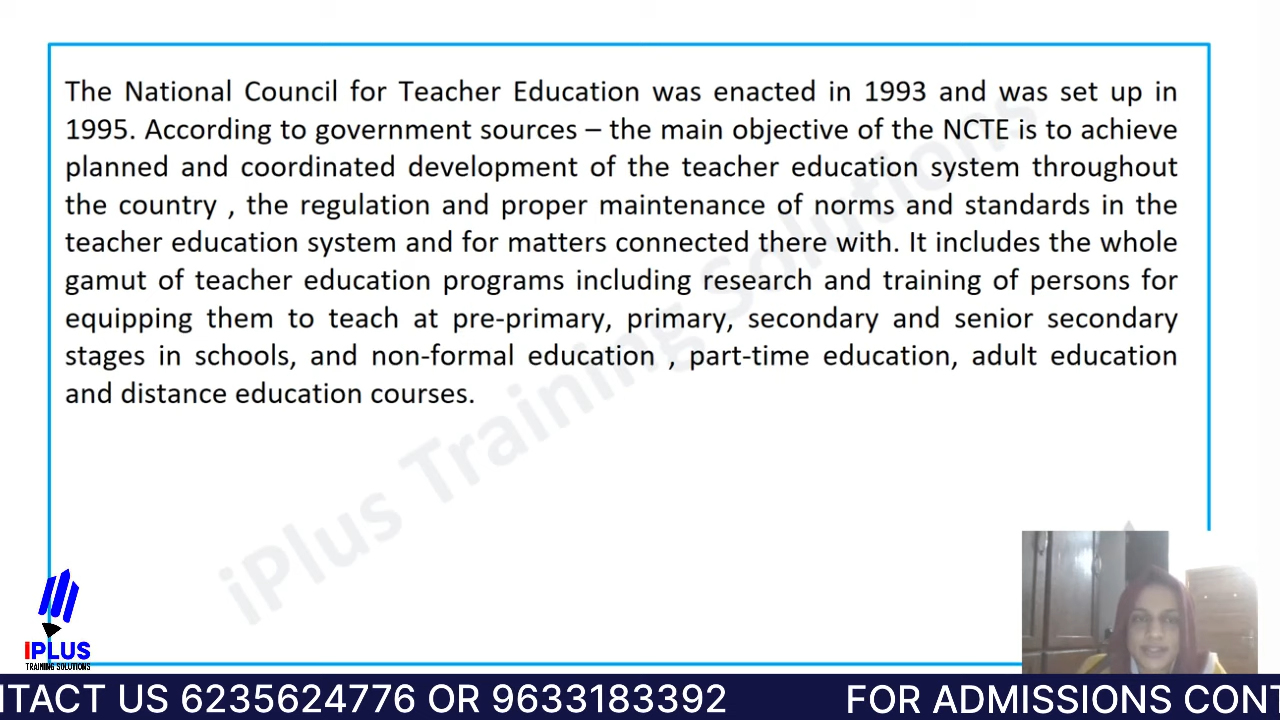 The National Council for Teacher Education was enacted in 1993 and was set up in
1995. According to government sources – the main objective of the NCTE is to achieve
planned and coordinated development of the teacher education system throughout
the country , the regulation and proper maintenance of norms and standards in the
teacher education system and for matters connected there with. It includes the whole
gamut of teacher education programs including research and training of persons for
equipping them to teach at pre-primary, primary, secondary and senior secondary
stages in schools, and non-formal education , part-time education, adult education
and distance education courses.
iPlus Training Solutions
IPLUS
TRAINING SOLUTIONS
NTACT US 6235624776 OR 9633183392 FOR ADMISSIONS CONT